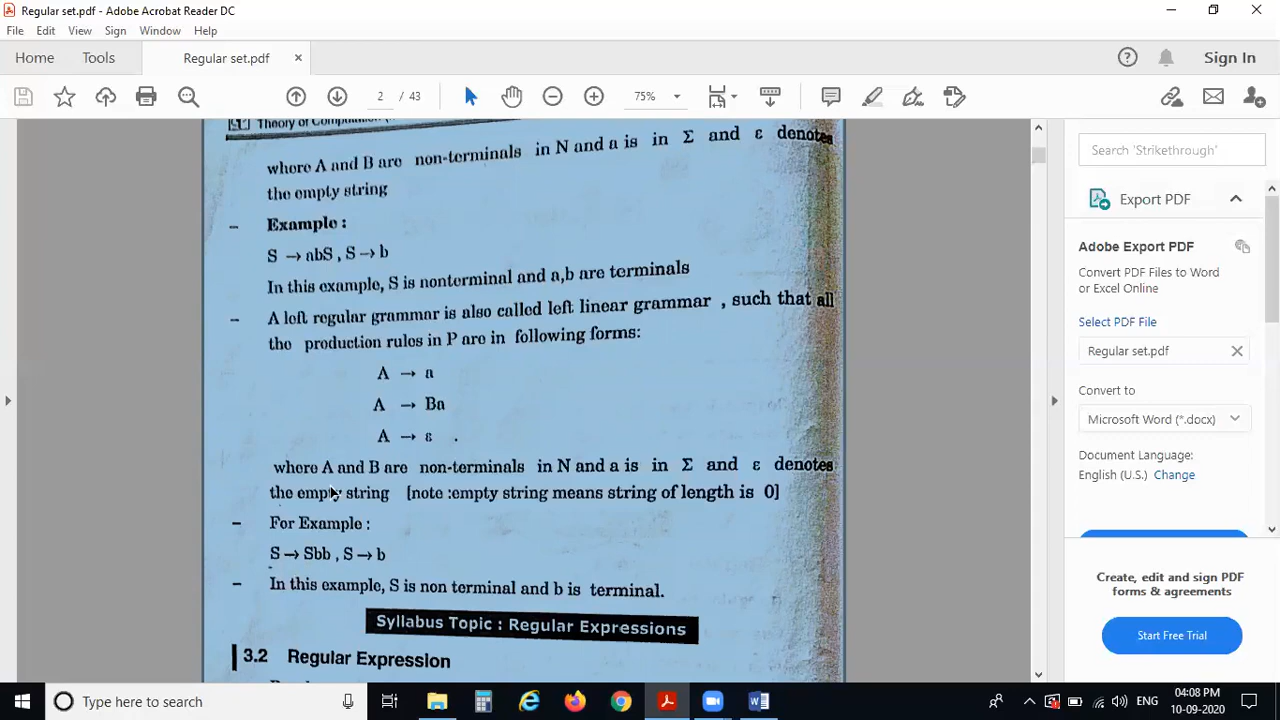 Regular set.pdf - Adobe Acrobat Reader DC
File Edit View Sign Window Help
Home Tools Regular set.pdf × Sign In
2 / 43 75%
Theory of Computation
where A and B are non-terminals in N and a is in Σ and ε denotes
the empty string
– Example :
S → abS , S → b
In this example, S is nonterminal and a,b are terminals
– A left regular grammar is also called left linear grammar , such that all
the production rules in P are in following forms:
A → a
A → Ba
A → ε .
where A and B are non-terminals in N and a is in Σ and ε denotes
the empty string [note :empty string means string of length is 0]
– For Example :
S → Sbb , S → b
– In this example, S is non terminal and b is terminal.
Syllabus Topic : Regular Expressions
3.2 Regular Expression
Search 'Strikethrough'
Export PDF
Adobe Export PDF
Convert PDF Files to Word
or Excel Online
Select PDF File
Regular set.pdf
Convert to
Microsoft Word (*.docx)
Document Language:
English (U.S.) Change
Create, edit and sign PDF
forms & agreements
Start Free Trial
Type here to search
ENG
04:08 PM
10-09-2020